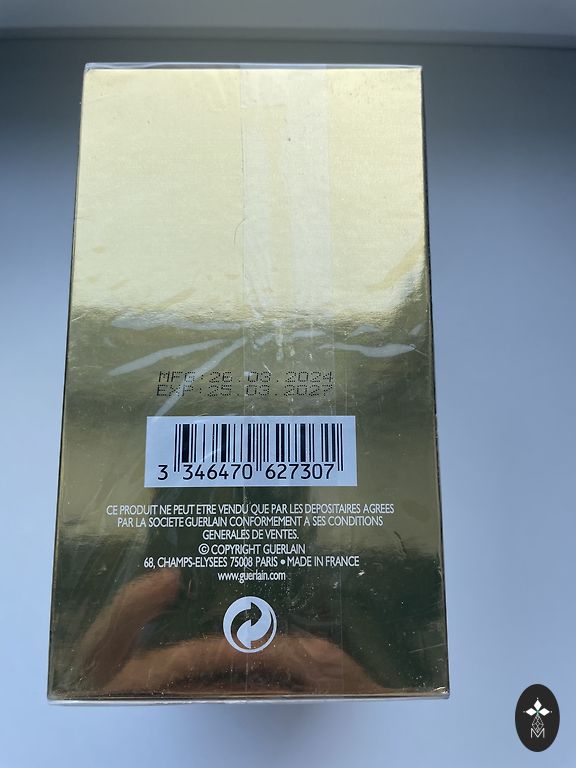 MFG:26.03.2024
EXP:25.03.2027
3 346470 627307
CE PRODUIT NE PEUT ETRE VENDU QUE PAR LES DEPOSITAIRES AGREES
PAR LA SOCIETE GUERLAIN CONFORMEMENT A SES CONDITIONS
GENERALES DE VENTES.
© COPYRIGHT GUERLAIN
68, CHAMPS-ELYSEES 75008 PARIS • MADE IN FRANCE
www.guerlain.com
M